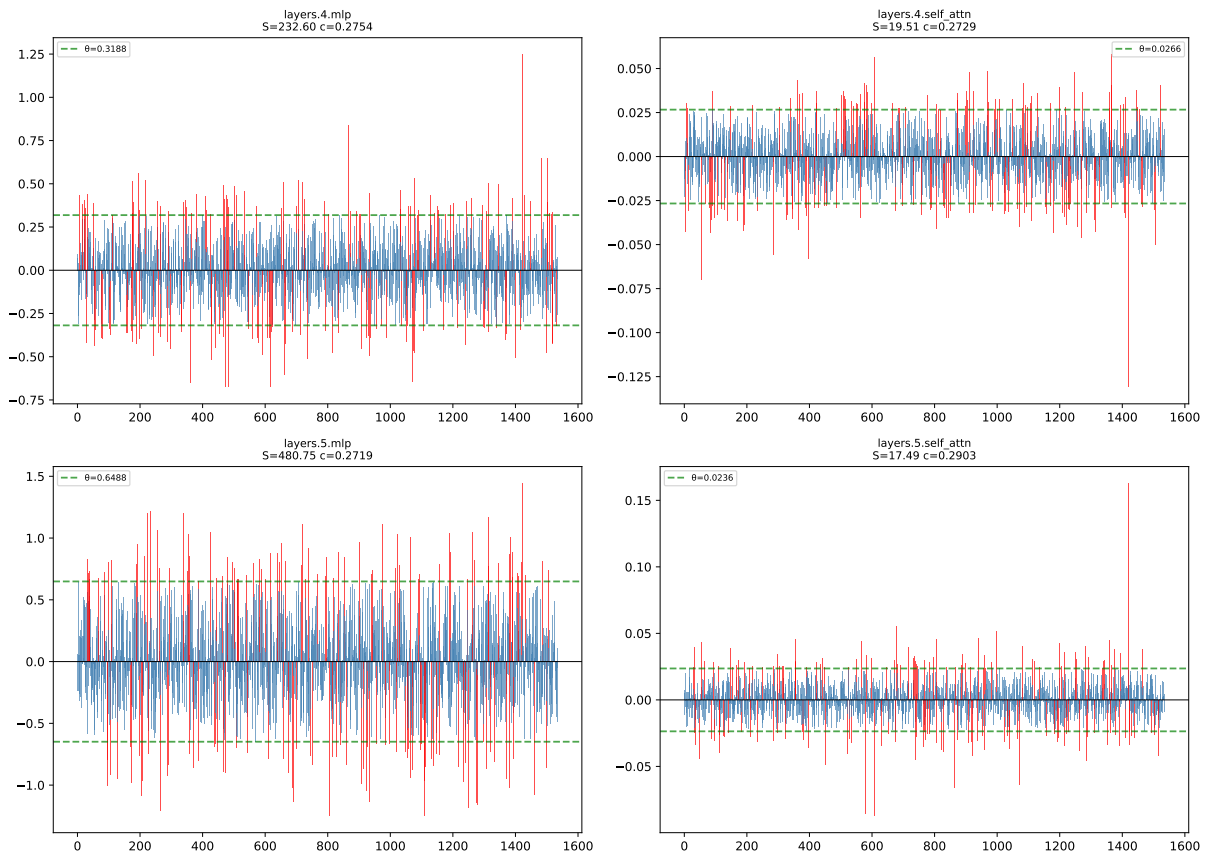 layers.4.mlp
S=232.60 c=0.2754
θ=0.3188
1.25
1.00
0.75
0.50
0.25
0.00
−0.25
−0.50
−0.75
0 200 400 600 800 1000 1200 1400 1600
layers.4.self_attn
S=19.51 c=0.2729
θ=0.0266
0.050
0.025
0.000
−0.025
−0.050
−0.075
−0.100
−0.125
0 200 400 600 800 1000 1200 1400 1600
layers.5.mlp
S=480.75 c=0.2719
θ=0.6488
1.5
1.0
0.5
0.0
−0.5
−1.0
0 200 400 600 800 1000 1200 1400 1600
layers.5.self_attn
S=17.49 c=0.2903
θ=0.0236
0.15
0.10
0.05
0.00
−0.05
0 200 400 600 800 1000 1200 1400 1600